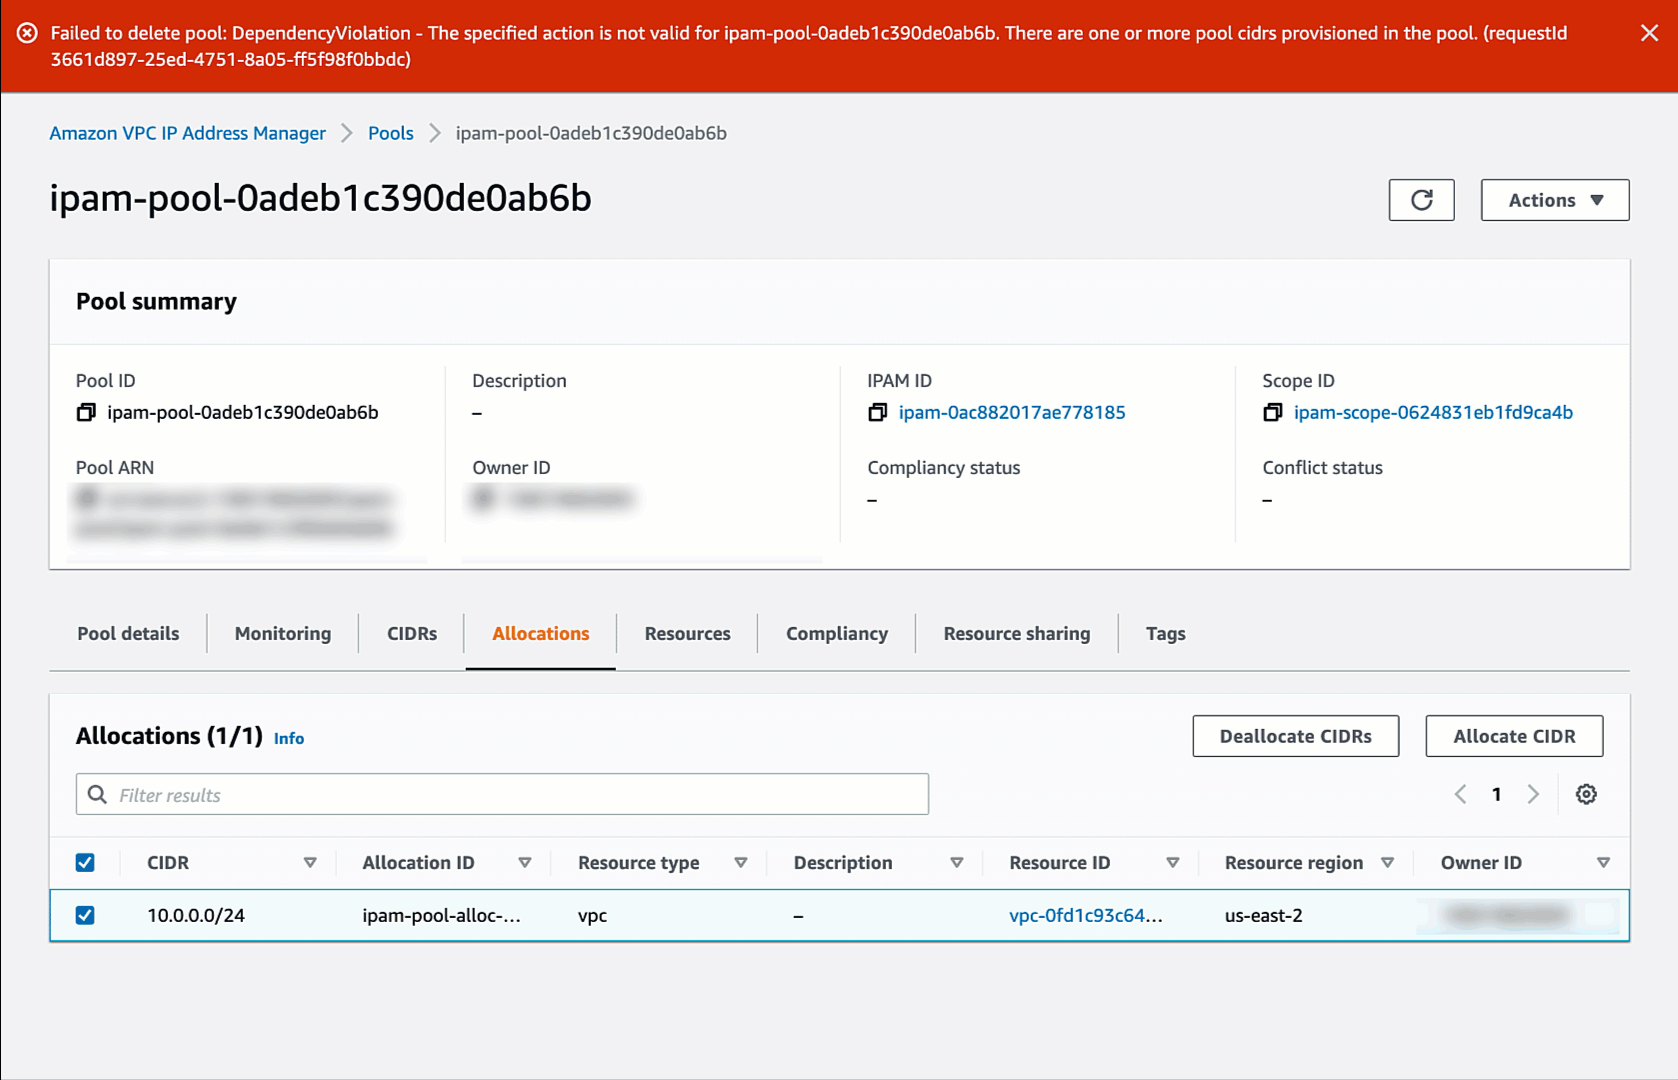 Failed to delete pool: DependencyViolation - The specified action is not valid for ipam-pool-0adeb1c390de0ab6b. There are one or more pool cidrs provisioned in the pool. (requestId
3661d897-25ed-4751-8a05-ff5f98f0bbdc)
Amazon VPC IP Address Manager Pools ipam-pool-0adeb1c390de0ab6b
ipam-pool-0adeb1c390de0ab6b
Actions
Pool summary
Pool ID Description IPAM ID Scope ID
ipam-pool-0adeb1c390de0ab6b – ipam-0ac882017ae778185 ipam-scope-0624831eb1fd9ca4b
Pool ARN Owner ID Compliancy status Conflict status
– –
Pool details Monitoring CIDRs Allocations Resources Compliancy Resource sharing Tags
Allocations (1/1) Info Deallocate CIDRs Allocate CIDR
Filter results 1
CIDR Allocation ID Resource type Description Resource ID Resource region Owner ID
10.0.0.0/24 ipam-pool-alloc-... vpc – vpc-0fd1c93c64... us-east-2